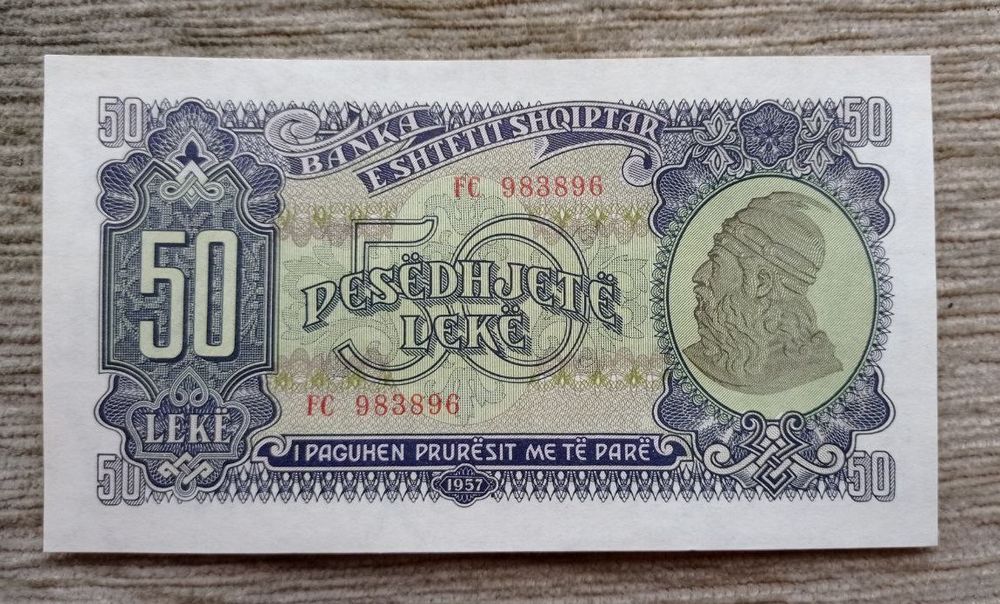 50
50
BANKA
E SHTETIT SHQIPTAR
FC 983896
50
50
PESËDHJETË
LEKË
FC 983896
LEKË
I PAGUHEN PRURËSIT ME TË PARË
50
1957
50